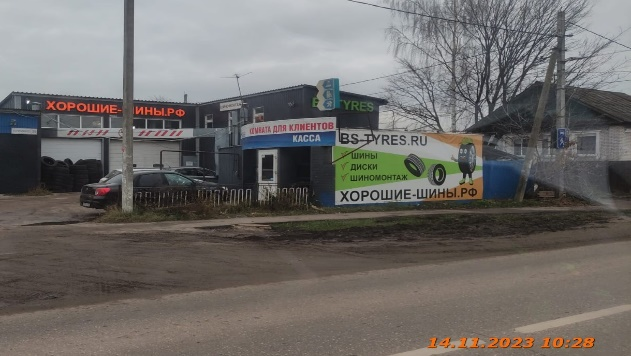 ХОРОШИЕ-ШИНЫ.РФ
BS-TYRES
КОМНАТА ДЛЯ КЛИЕНТОВ
КАССА
BS-TYRES.RU
ШИНЫ
ДИСКИ
ШИНОМОНТАЖ
ХОРОШИЕ-ШИНЫ.РФ
14.11.2023 10:28